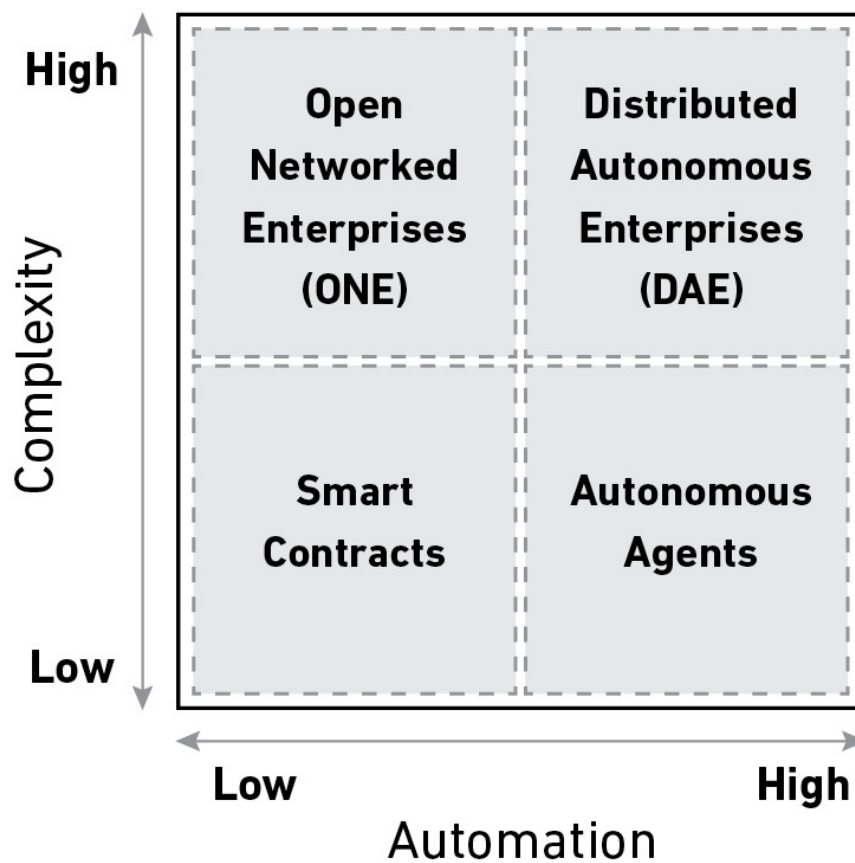 High
Open
Networked
Enterprises
(ONE)
Distributed
Autonomous
Enterprises
(DAE)
Complexity
Smart
Contracts
Autonomous
Agents
Low
Low
High
Automation